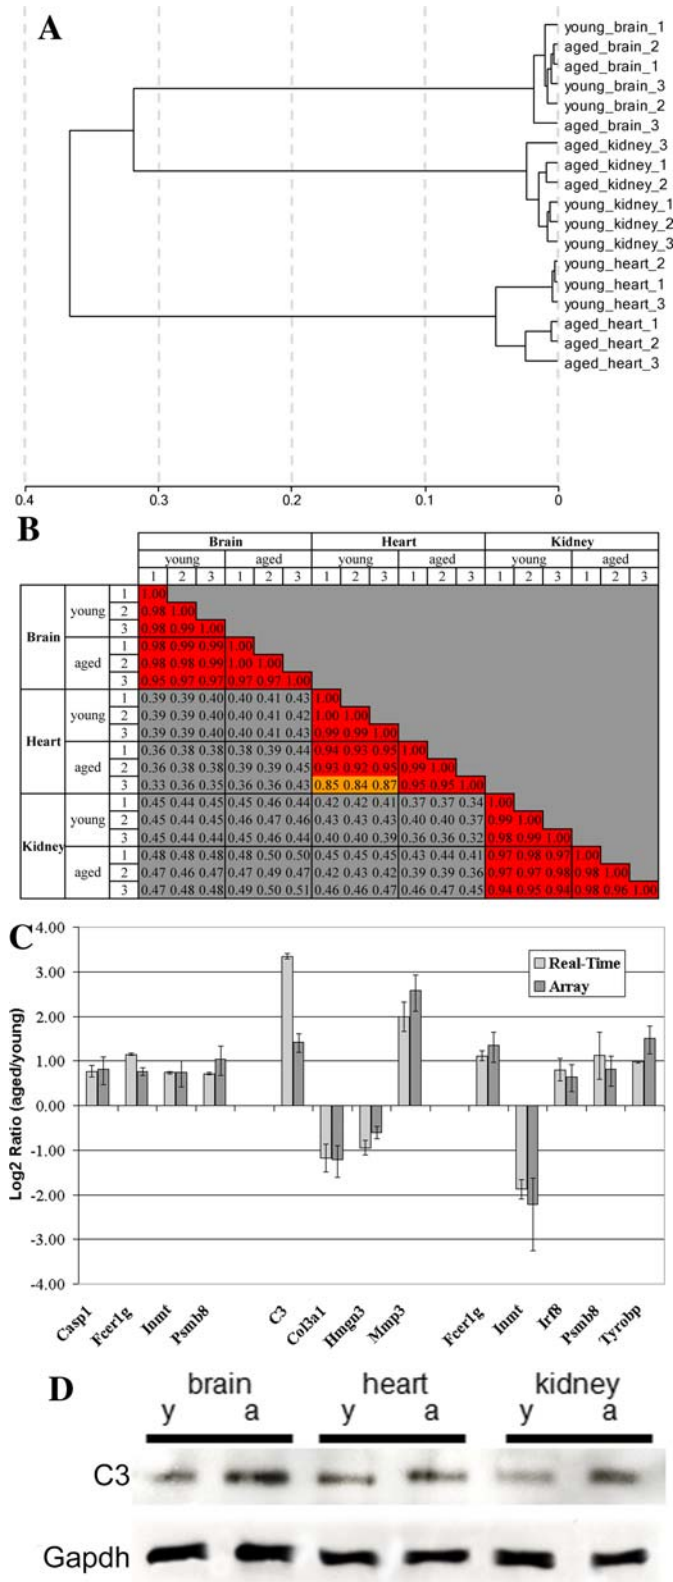 A
young_brain_1
aged_brain_2
aged_brain_1
young_brain_3
young_brain_2
aged_brain_3
aged_kidney_3
aged_kidney_1
aged_kidney_2
young_kidney_1
young_kidney_2
young_kidney_3
young_heart_2
young_heart_1
young_heart_3
aged_heart_1
aged_heart_2
aged_heart_3
0.4 0.3 0.2 0.1 0
B
Brain Heart Kidney
young aged young aged young aged
1 2 3 1 2 3 1 2 3 1 2 3 1 2 3 1 2 3
Brain young 1 1.00
2 0.98 1.00
3 0.98 0.99 1.00
aged 1 0.98 0.99 0.99 1.00
2 0.98 0.98 0.99 1.00 1.00
3 0.95 0.97 0.97 0.97 0.97 1.00
Heart young 1 0.39 0.39 0.40 0.40 0.41 0.43 1.00
2 0.39 0.39 0.40 0.40 0.41 0.42 1.00 1.00
3 0.39 0.39 0.40 0.40 0.41 0.43 0.99 0.99 1.00
aged 1 0.36 0.38 0.38 0.38 0.39 0.44 0.94 0.93 0.95 1.00
2 0.36 0.38 0.38 0.39 0.39 0.45 0.93 0.92 0.95 0.99 1.00
3 0.33 0.36 0.35 0.36 0.36 0.43 0.85 0.84 0.87 0.95 0.95 1.00
Kidney young 1 0.45 0.44 0.45 0.45 0.46 0.44 0.42 0.42 0.41 0.37 0.37 0.34 1.00
2 0.45 0.44 0.45 0.46 0.47 0.46 0.43 0.43 0.43 0.40 0.40 0.37 0.99 1.00
3 0.45 0.44 0.44 0.45 0.46 0.44 0.40 0.40 0.39 0.36 0.36 0.32 0.98 0.99 1.00
aged 1 0.48 0.48 0.48 0.48 0.50 0.50 0.45 0.45 0.45 0.43 0.44 0.41 0.97 0.98 0.97 1.00
2 0.47 0.46 0.47 0.47 0.49 0.47 0.42 0.43 0.42 0.39 0.39 0.36 0.97 0.97 0.98 0.98 1.00
3 0.47 0.48 0.48 0.49 0.50 0.51 0.46 0.46 0.47 0.46 0.47 0.45 0.94 0.95 0.94 0.98 0.96 1.00
C
Log2 Ratio (aged/young)
4.00
3.00
2.00
1.00
0.00
-1.00
-2.00
-3.00
-4.00
Real-Time
Array
Casp1 Fcer1g Inmt Psmb8 C3 Col3a1 Hmgn3 Mmp3 Fcer1g Inmt Irf8 Psmb8 Tyrobp
D
brain heart kidney
y a y a y a
C3
Gapdh